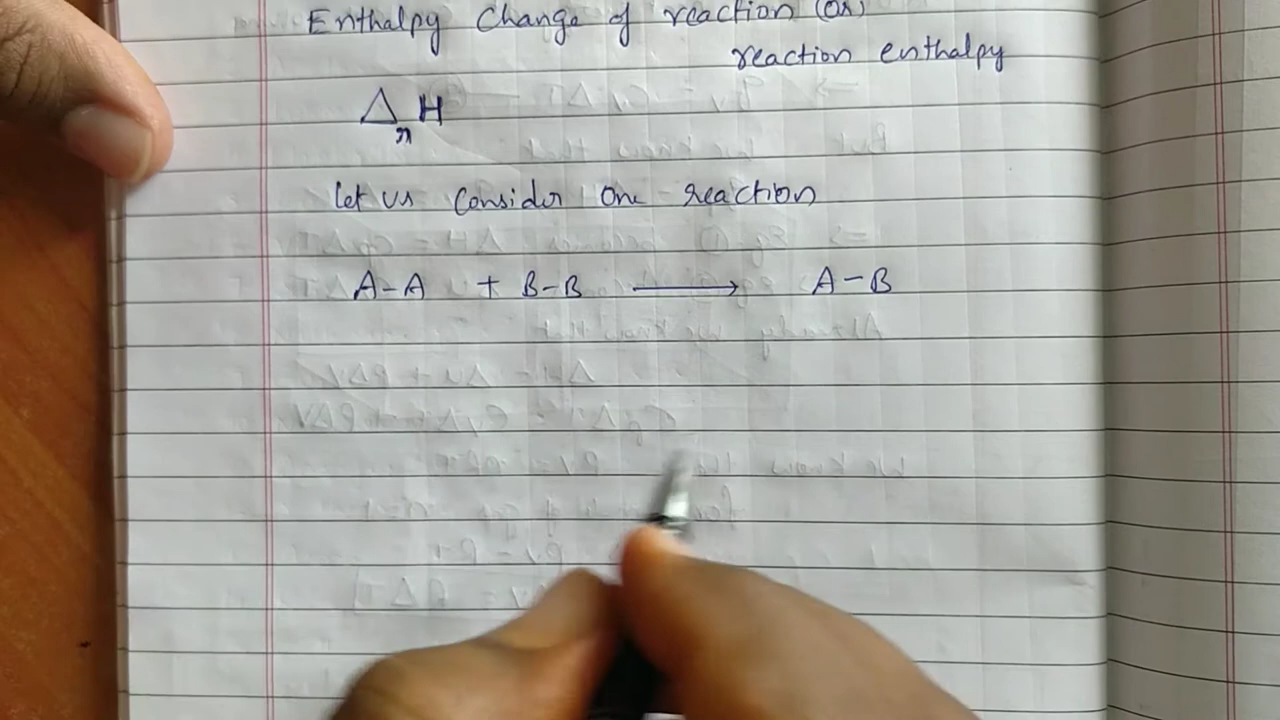 Enthalpy Change of reaction (or)
reaction enthalpy
ΔrH
Let us Consider one reaction
A-A + B-B ⟶ A-B